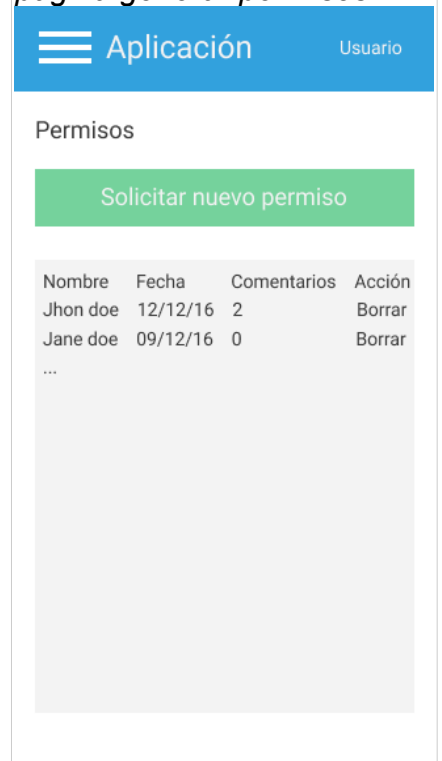 Aplicación Usuario
Permisos
Solicitar nuevo permiso
Nombre Fecha Comentarios Acción
Jhon doe 12/12/16 2 Borrar
Jane doe 09/12/16 0 Borrar
...